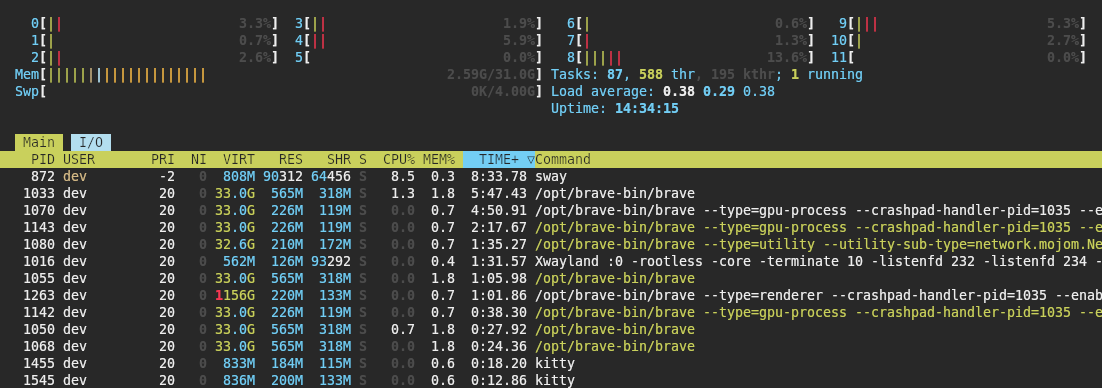 0[|| 3.3%] 3[|| 1.9%] 6[| 0.6%] 9[||| 5.3%]
1[| 0.7%] 4[|| 5.9%] 7[| 1.3%] 10[| 2.7%]
2[|| 2.6%] 5[ 0.0%] 8[||||| 13.6%] 11[ 0.0%]
Mem[|||||||||||||||||||| 2.59G/31.0G] Tasks: 87, 588 thr, 195 kthr; 1 running
Swp[ 0K/4.00G] Load average: 0.38 0.29 0.38
Uptime: 14:34:15
Main I/O
PID USER PRI NI VIRT RES SHR S CPU% MEM% TIME+ ▽Command
872 dev -2 0 808M 90312 64456 S 8.5 0.3 8:33.78 sway
1033 dev 20 0 33.0G 565M 318M S 1.3 1.8 5:47.43 /opt/brave-bin/brave
1070 dev 20 0 33.0G 226M 119M S 0.0 0.7 4:50.91 /opt/brave-bin/brave --type=gpu-process --crashpad-handler-pid=1035 --e
1143 dev 20 0 33.0G 226M 119M S 0.0 0.7 2:17.67 /opt/brave-bin/brave --type=gpu-process --crashpad-handler-pid=1035 --e
1080 dev 20 0 32.6G 210M 172M S 0.0 0.7 1:35.27 /opt/brave-bin/brave --type=utility --utility-sub-type=network.mojom.Ne
1016 dev 20 0 562M 126M 93292 S 0.0 0.4 1:31.57 Xwayland :0 -rootless -core -terminate 10 -listenfd 232 -listenfd 234 -
1055 dev 20 0 33.0G 565M 318M S 0.0 1.8 1:05.98 /opt/brave-bin/brave
1263 dev 20 0 1156G 220M 133M S 0.0 0.7 1:01.86 /opt/brave-bin/brave --type=renderer --crashpad-handler-pid=1035 --enab
1142 dev 20 0 33.0G 226M 119M S 0.0 0.7 0:38.30 /opt/brave-bin/brave --type=gpu-process --crashpad-handler-pid=1035 --e
1050 dev 20 0 33.0G 565M 318M S 0.7 1.8 0:27.92 /opt/brave-bin/brave
1068 dev 20 0 33.0G 565M 318M S 0.0 1.8 0:24.36 /opt/brave-bin/brave
1455 dev 20 0 833M 184M 115M S 0.0 0.6 0:18.20 kitty
1545 dev 20 0 836M 200M 133M S 0.0 0.6 0:12.86 kitty